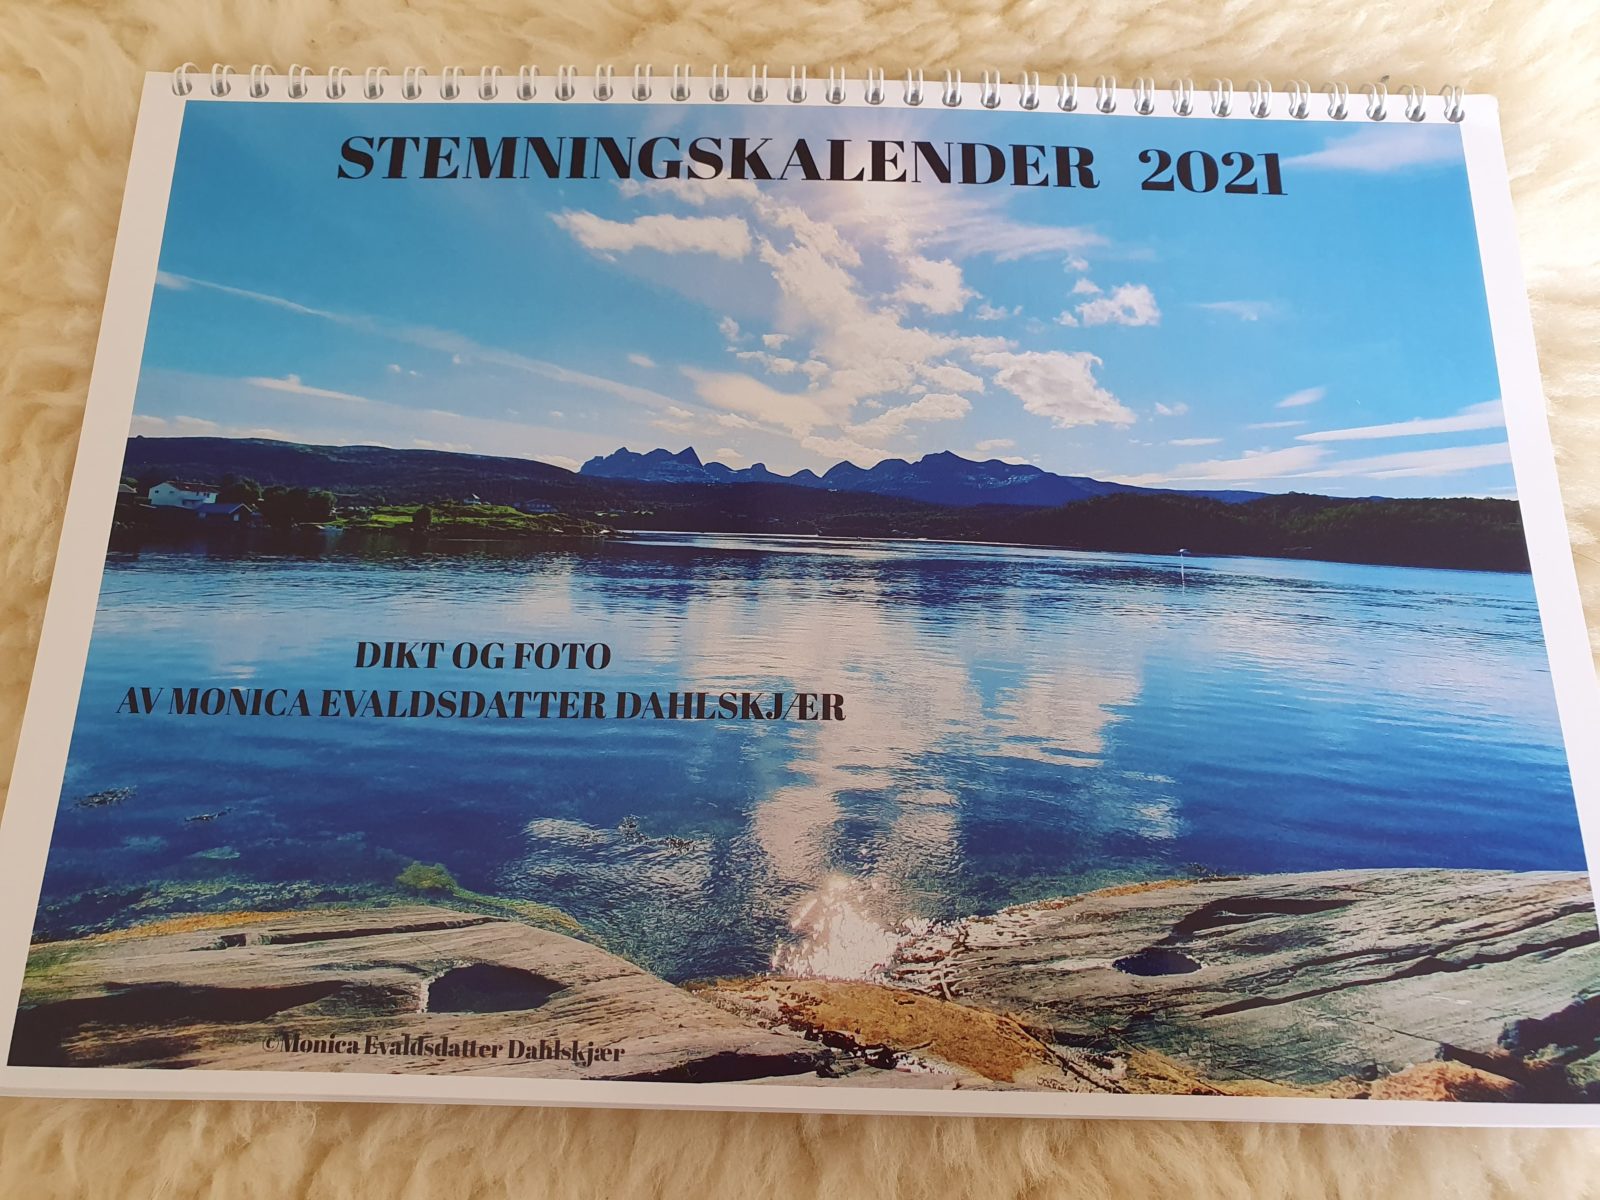 STEMNINGSKALENDER 2021
DIKT OG FOTO
AV MONICA EVALDSDATTER DAHLSKJÆR
©Monica Evaldsdatter Dahlskjær